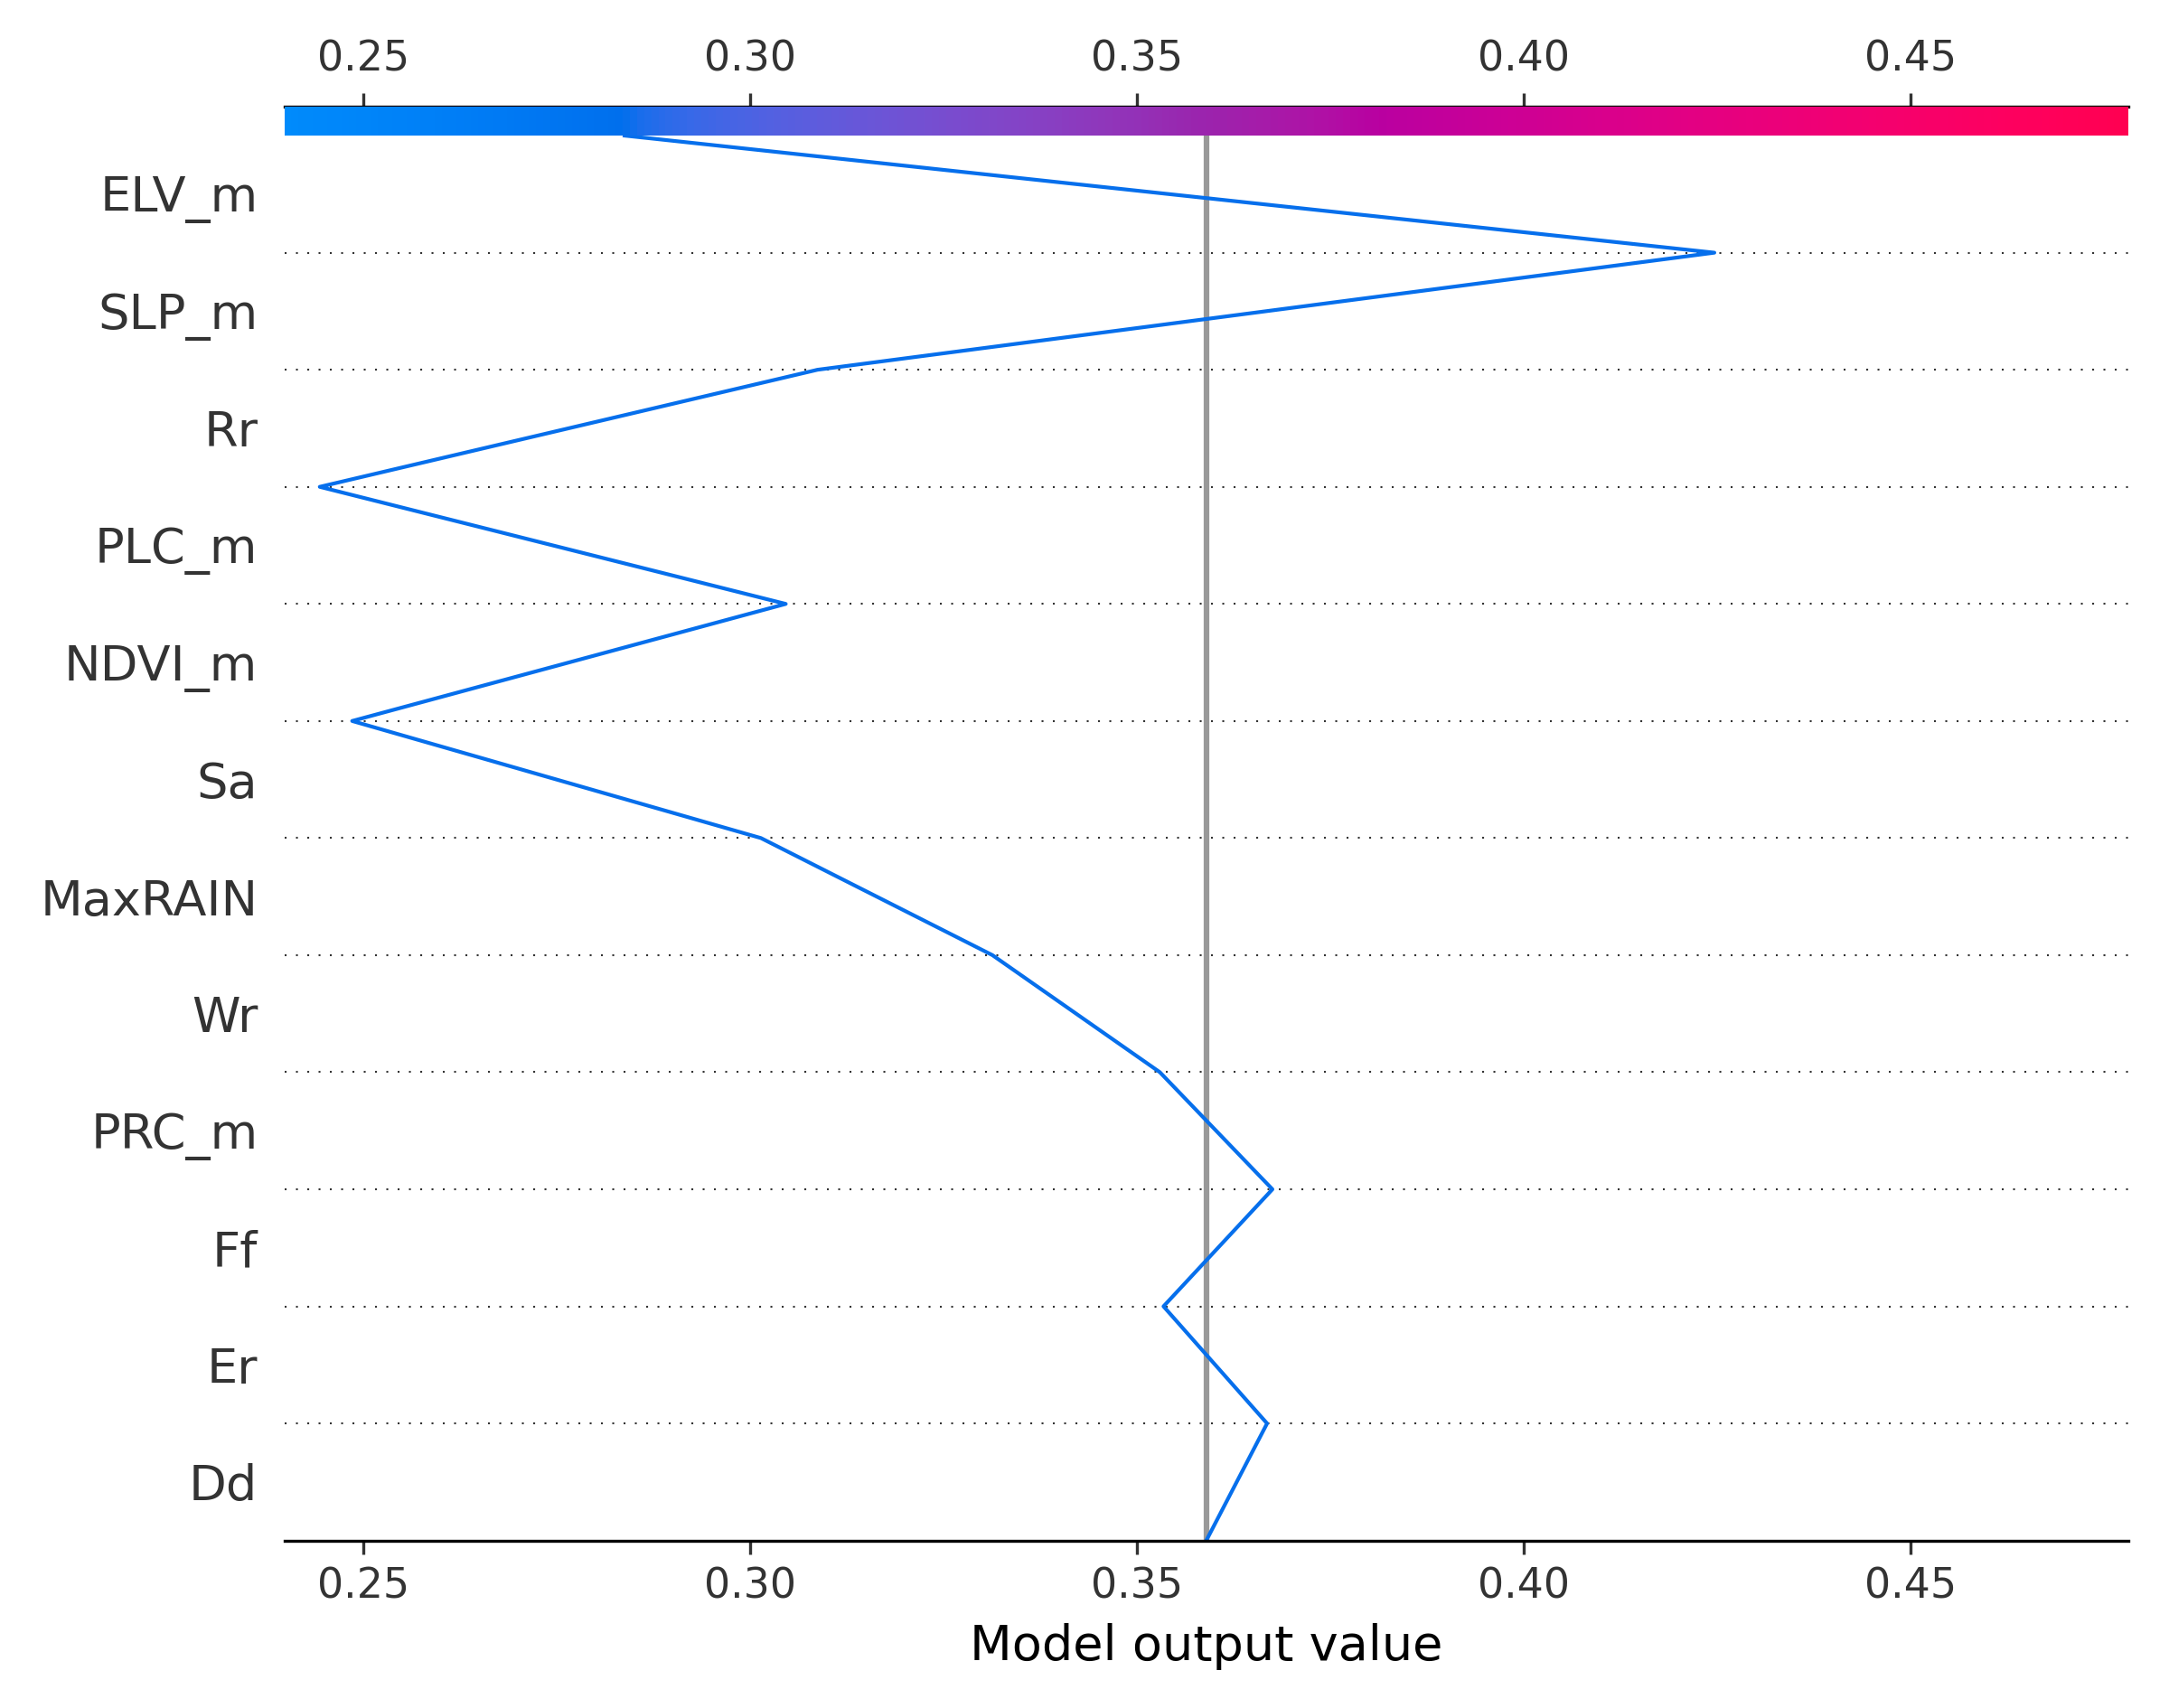 0.25 0.30 0.35 0.40 0.45
ELV_m
SLP_m
Rr
PLC_m
NDVI_m
Sa
MaxRAIN
Wr
PRC_m
Ff
Er
Dd
0.25 0.30 0.35 0.40 0.45
Model output value